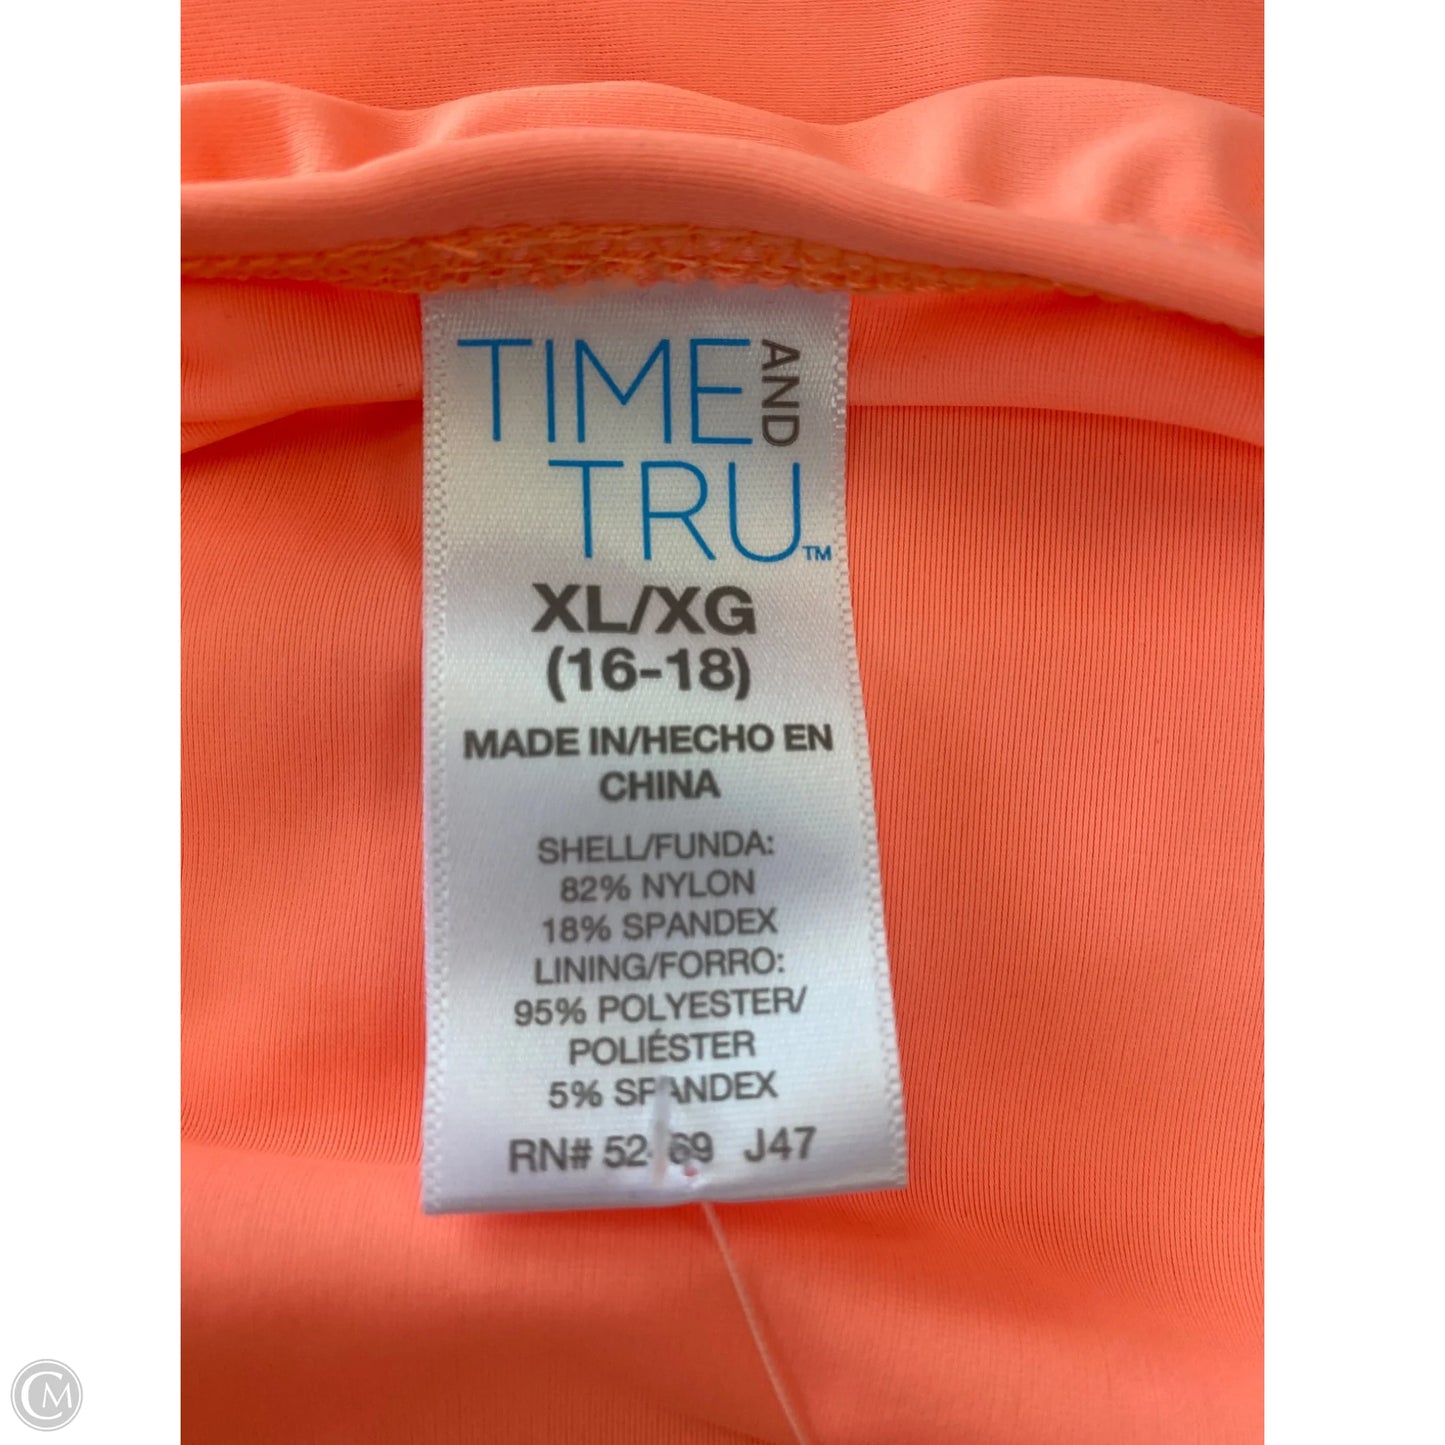 TIME AND
TRU™
XL/XG
(16-18)
MADE IN/HECHO EN
CHINA
SHELL/FUNDA:
82% NYLON
18% SPANDEX
LINING/FORRO:
95% POLYESTER/
POLIÉSTER
5% SPANDEX
RN# J47
CM